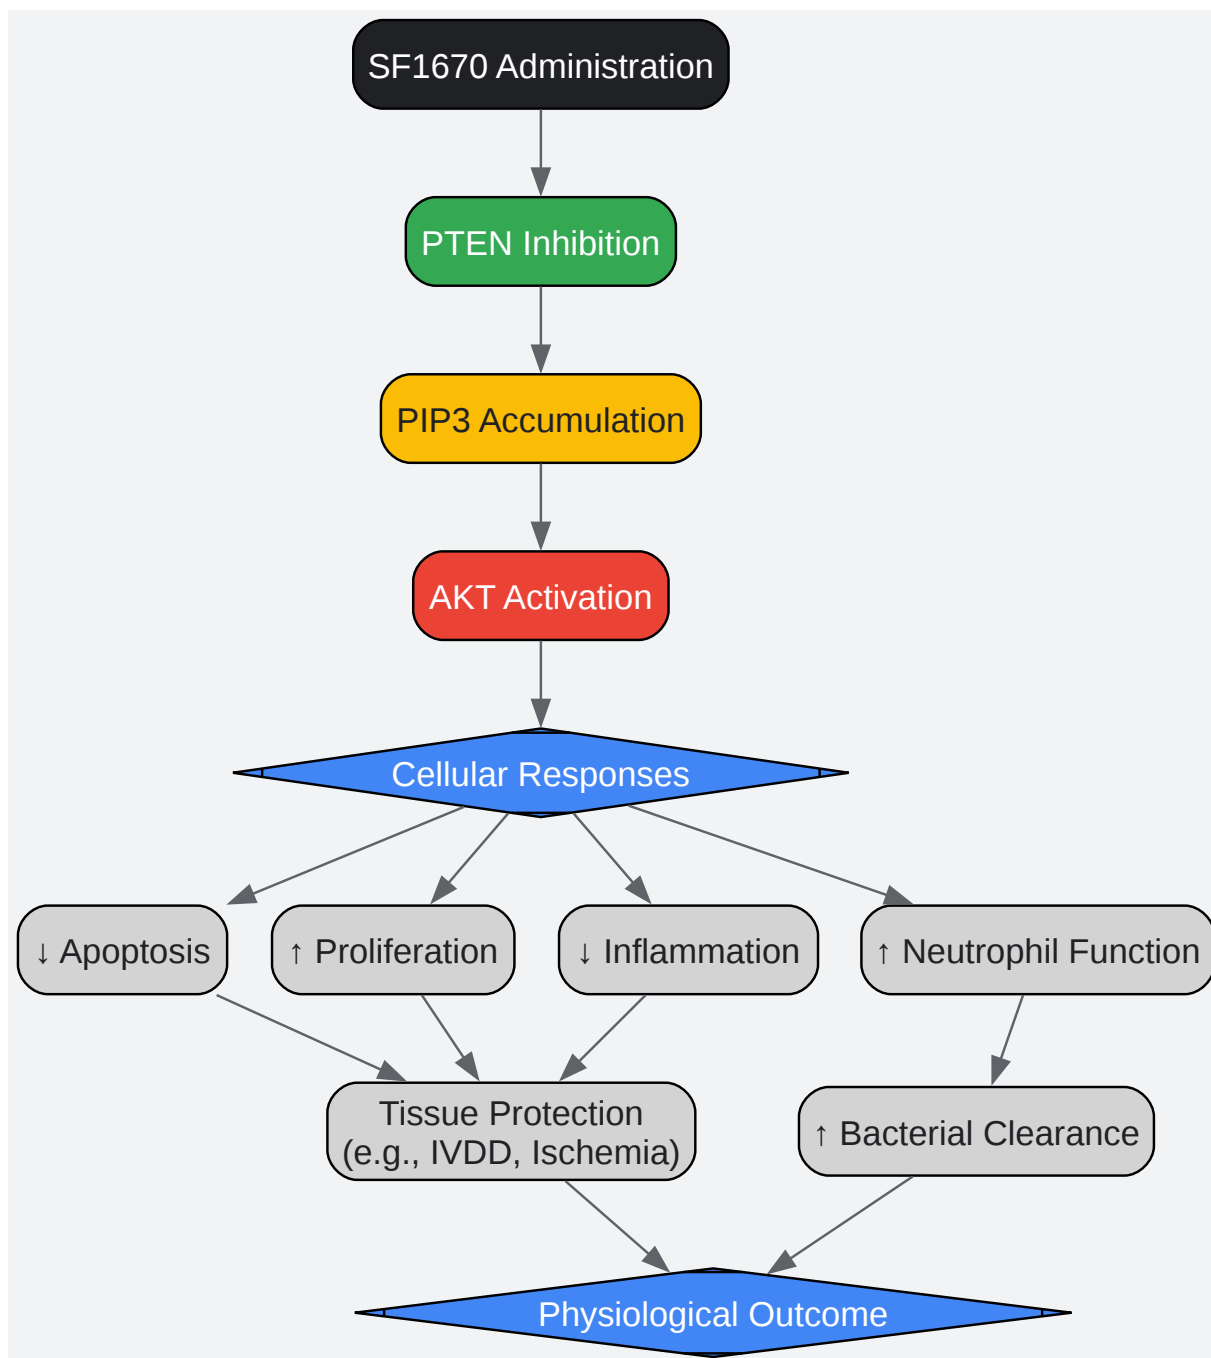 SF1670 Administration
PTEN Inhibition
PIP3 Accumulation
AKT Activation
Cellular Responses
↓ Apoptosis
↑ Proliferation
↓ Inflammation
↑ Neutrophil Function
Tissue Protection
(e.g., IVDD, Ischemia)
↑ Bacterial Clearance
Physiological Outcome